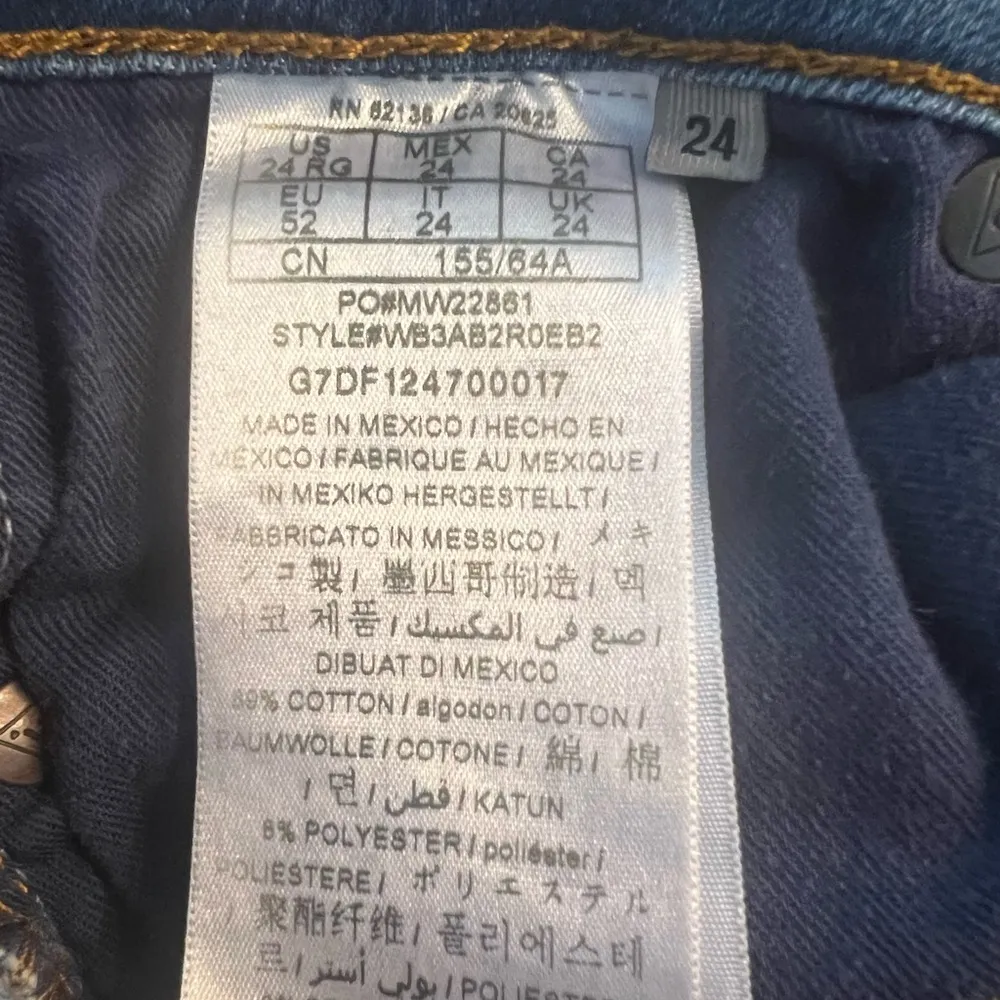 RN 62136 / CA 20625
24
US MEX CA
24 RG 24 24
EU IT UK
52 24 24
CN 155/64A
PO#MW22861
STYLE#WB3AB2R0EB2
G7DF124700017
MADE IN MEXICO / HECHO EN
MEXICO / FABRIQUE AU MEXIQUE /
IN MEXIKO HERGESTELLT /
FABBRICATO IN MESSICO / メキ
シコ製 / 墨西哥制造 / 멕
시코 제품 / صنع في المكسيك /
DIBUAT DI MEXICO
COTTON / algodon / COTON /
BAUMWOLLE / COTONE / 綿 / 棉
/ 면 / قطن / KATUN
6% POLYESTER / poliéster /
POLIESTERE / ポリエステル
/ 聚酯纤维 / 폴리에스테
르 / بولي أستر /